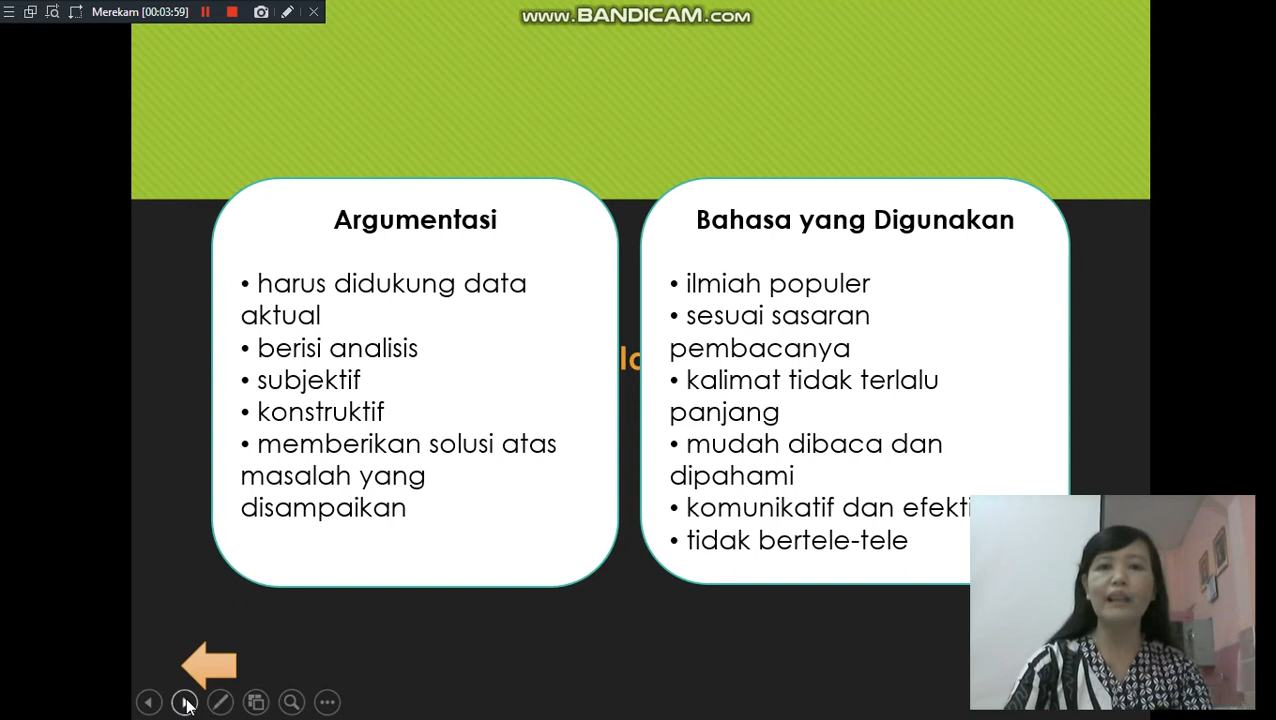 Merekam [00:03:59]
www.BANDICAM.com
Argumentasi
• harus didukung data
aktual
• berisi analisis
• subjektif
• konstruktif
• memberikan solusi atas
masalah yang
disampaikan
Bahasa yang Digunakan
• ilmiah populer
• sesuai sasaran
pembacanya
• kalimat tidak terlalu
panjang
• mudah dibaca dan
dipahami
• komunikatif dan efekti
• tidak bertele-tele